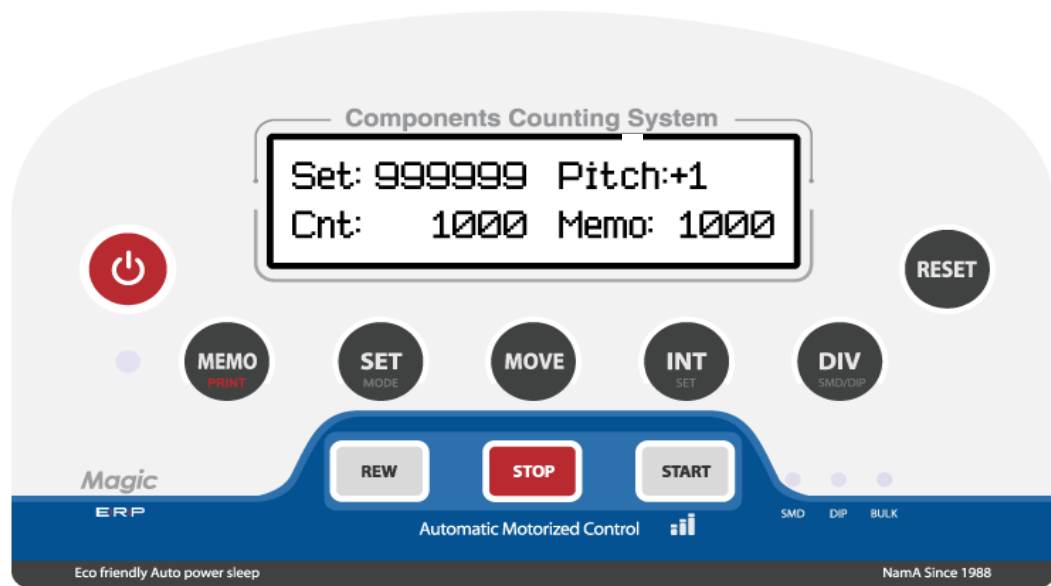 Components Counting System
Set: 999999 Pitch:+1
Cnt: 1000 Memo: 1000
RESET
MEMO
PRINT
SET
MODE
MOVE
INT
SET
DIV
SMD/DIP
REW
STOP
START
Magic
ERP
SMD
DIP
BULK
Automatic Motorized Control
Eco friendly Auto power sleep
NamA Since 1988